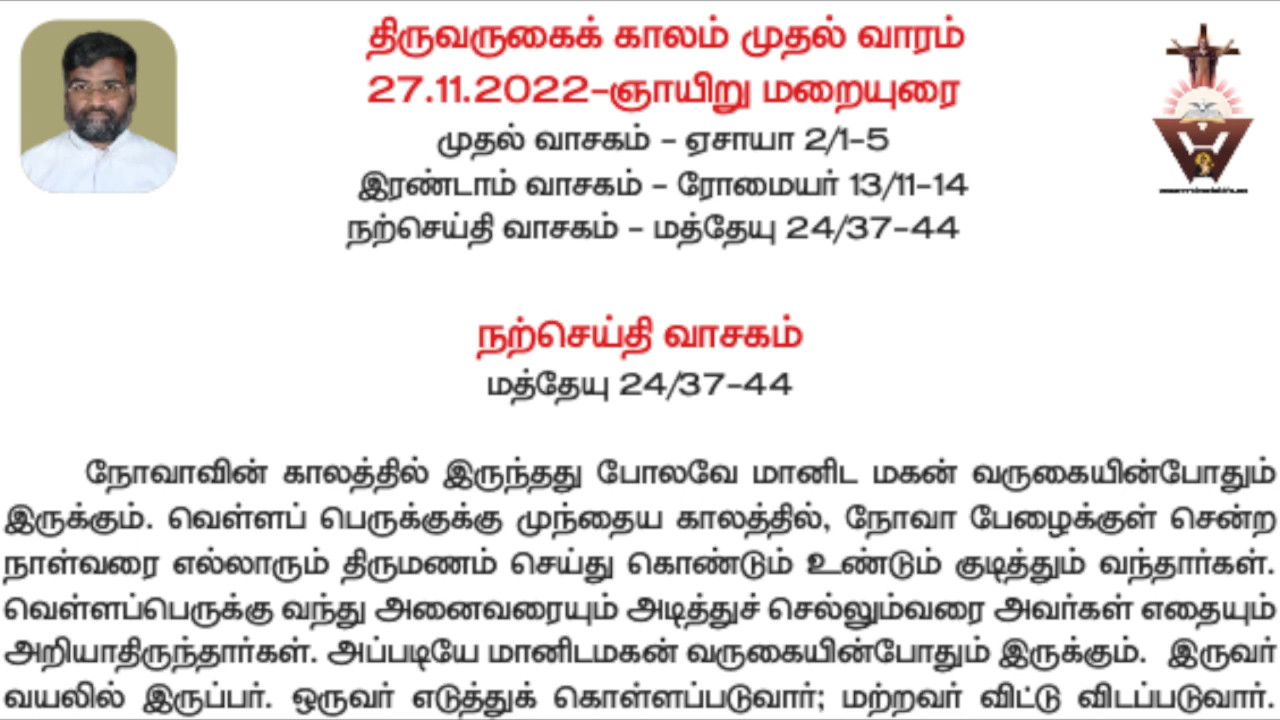 திருவருகைக் காலம் முதல் வாரம்
27.11.2022-ஞாயிறு மறையுரை
முதல் வாசகம் - ஏசாயா 2/1-5
இரண்டாம் வாசகம் - ரோமையர் 13/11-14
நற்செய்தி வாசகம் - மத்தேயு 24/37-44
நற்செய்தி வாசகம்
மத்தேயு 24/37-44
நோவாவின் காலத்தில் இருந்தது போலவே மானிட மகன் வருகையின்போதும்
இருக்கும். வெள்ளப் பெருக்குக்கு முந்தைய காலத்தில், நோவா பேழைக்குள் சென்ற
நாள்வரை எல்லாரும் திருமணம் செய்து கொண்டும் உண்டும் குடித்தும் வந்தார்கள்.
வெள்ளப்பெருக்கு வந்து அனைவரையும் அடித்துச் செல்லும்வரை அவர்கள் எதையும்
அறியாதிருந்தார்கள். அப்படியே மானிடமகன் வருகையின்போதும் இருக்கும். இருவர்
வயலில் இருப்பர். ஒருவர் எடுத்துக் கொள்ளப்படுவார்; மற்றவர் விட்டு விடப்படுவார்.